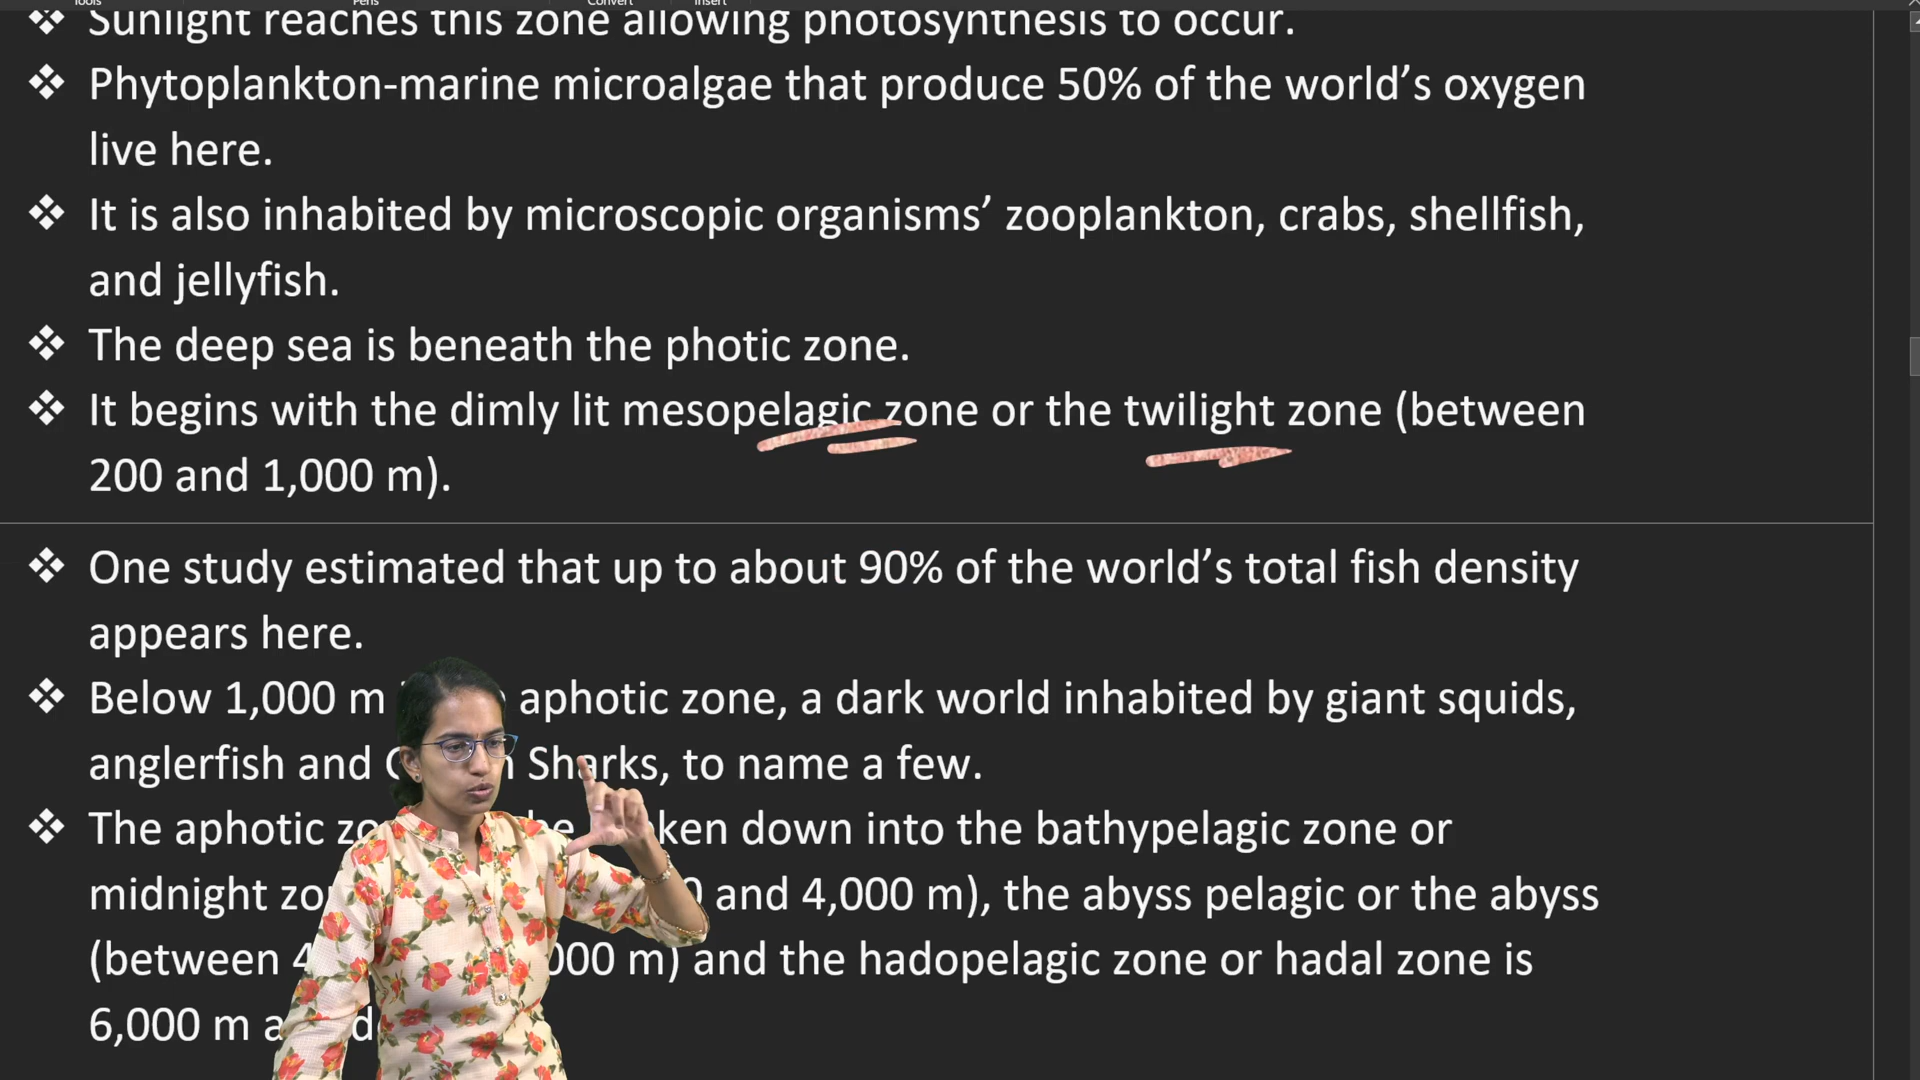 Tools Pens Convert Insert
❖ Sunlight reaches this zone allowing photosynthesis to occur.
❖ Phytoplankton-marine microalgae that produce 50% of the world’s oxygen
live here.
❖ It is also inhabited by microscopic organisms’ zooplankton, crabs, shellfish,
and jellyfish.
❖ The deep sea is beneath the photic zone.
❖ It begins with the dimly lit mesopelagic zone or the twilight zone (between
200 and 1,000 m).
❖ One study estimated that up to about 90% of the world’s total fish density
appears here.
❖ Below 1,000 m aphotic zone, a dark world inhabited by giant squids,
anglerfish and Sharks, to name a few.
❖ The aphotic down into the bathypelagic zone or
midnight and 4,000 m), the abyss pelagic or the abyss
(between m) and the hadopelagic zone or hadal zone is
6,000 m